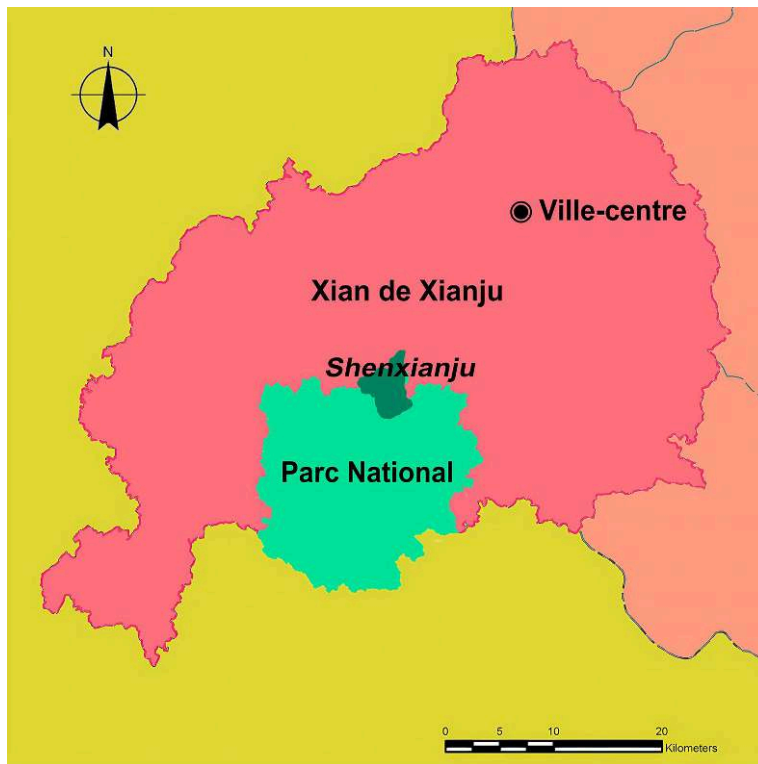 N
Ville-centre
Xian de Xianju
Shenxianju
Parc National
0 5 10 20
Kilometers